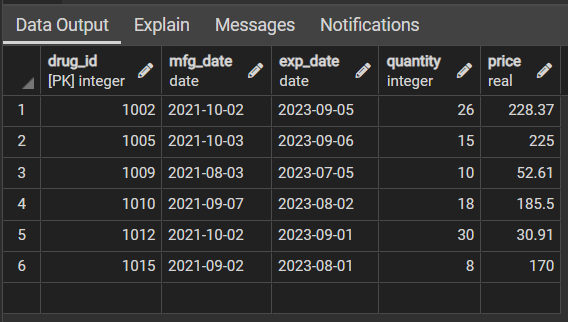 Data Output Explain Messages Notifications
drug_id mfg_date exp_date quantity price
[PK] integer date date integer real
1 1002 2021-10-02 2023-09-05 26 228.37
2 1005 2021-10-03 2023-09-06 15 225
3 1009 2021-08-03 2023-07-05 10 52.61
4 1010 2021-09-07 2023-08-02 18 185.5
5 1012 2021-10-02 2023-09-01 30 30.91
6 1015 2021-09-02 2023-08-01 8 170